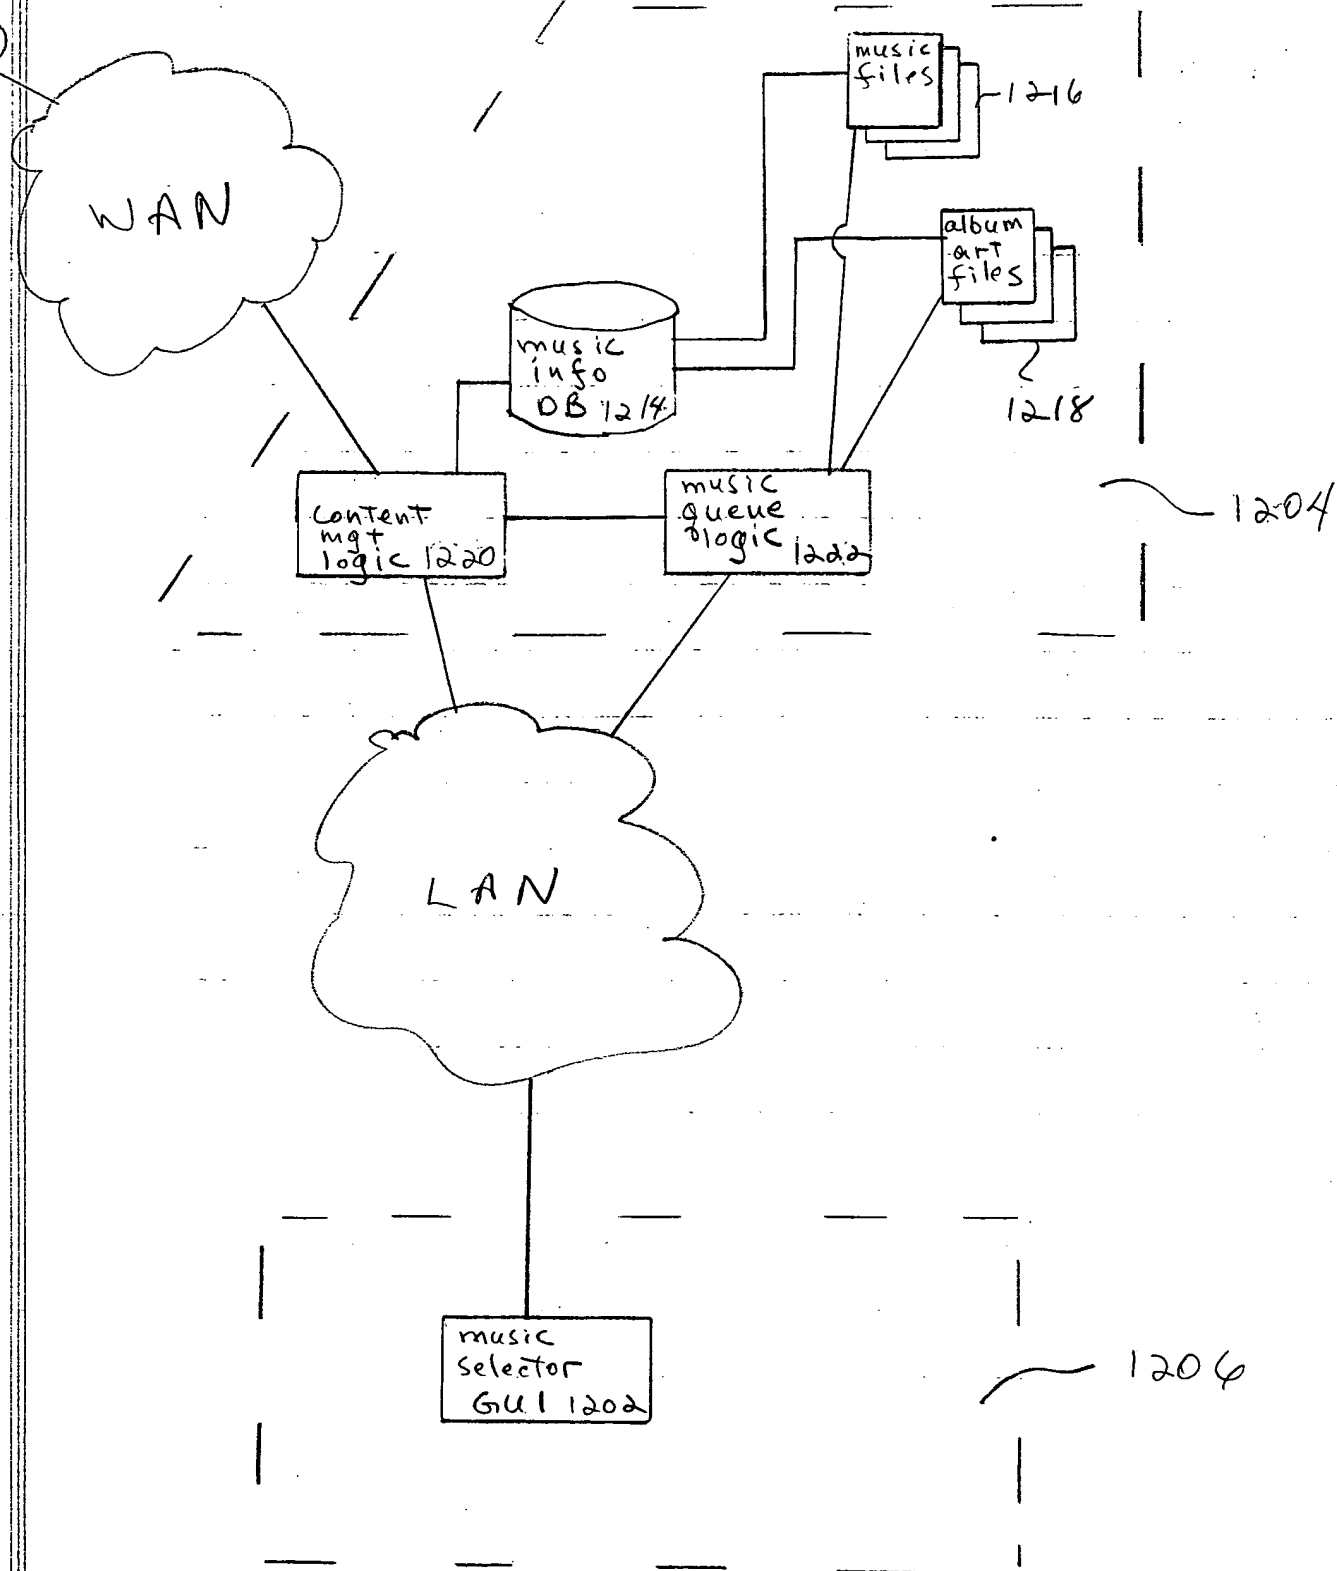 music
files
1216
WAN
album
art
files
1218
music
info
DB 1214
content
mgt
logic 1220
music
queue
logic
1222
1204
LAN
music
selector
GUI 1202
1206